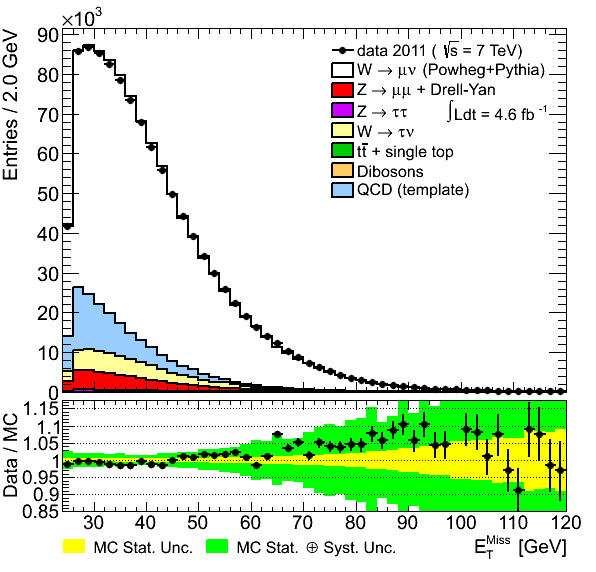 ×10³
Entries / 2.0 GeV
90
80
70
60
50
40
30
20
10
0
data 2011 ( √s = 7 TeV)
W → μν (Powheg+Pythia)
Z → μμ + Drell-Yan
Z → ττ
∫Ldt = 4.6 fb⁻¹
W → τν
tt̅ + single top
Dibosons
QCD (template)
Data / MC
1.15
1.1
1.05
1
0.95
0.9
0.85
30 40 50 60 70 80 90 100 110 120
MC Stat. Unc. MC Stat. ⊕ Syst. Unc. E_T^Miss [GeV]